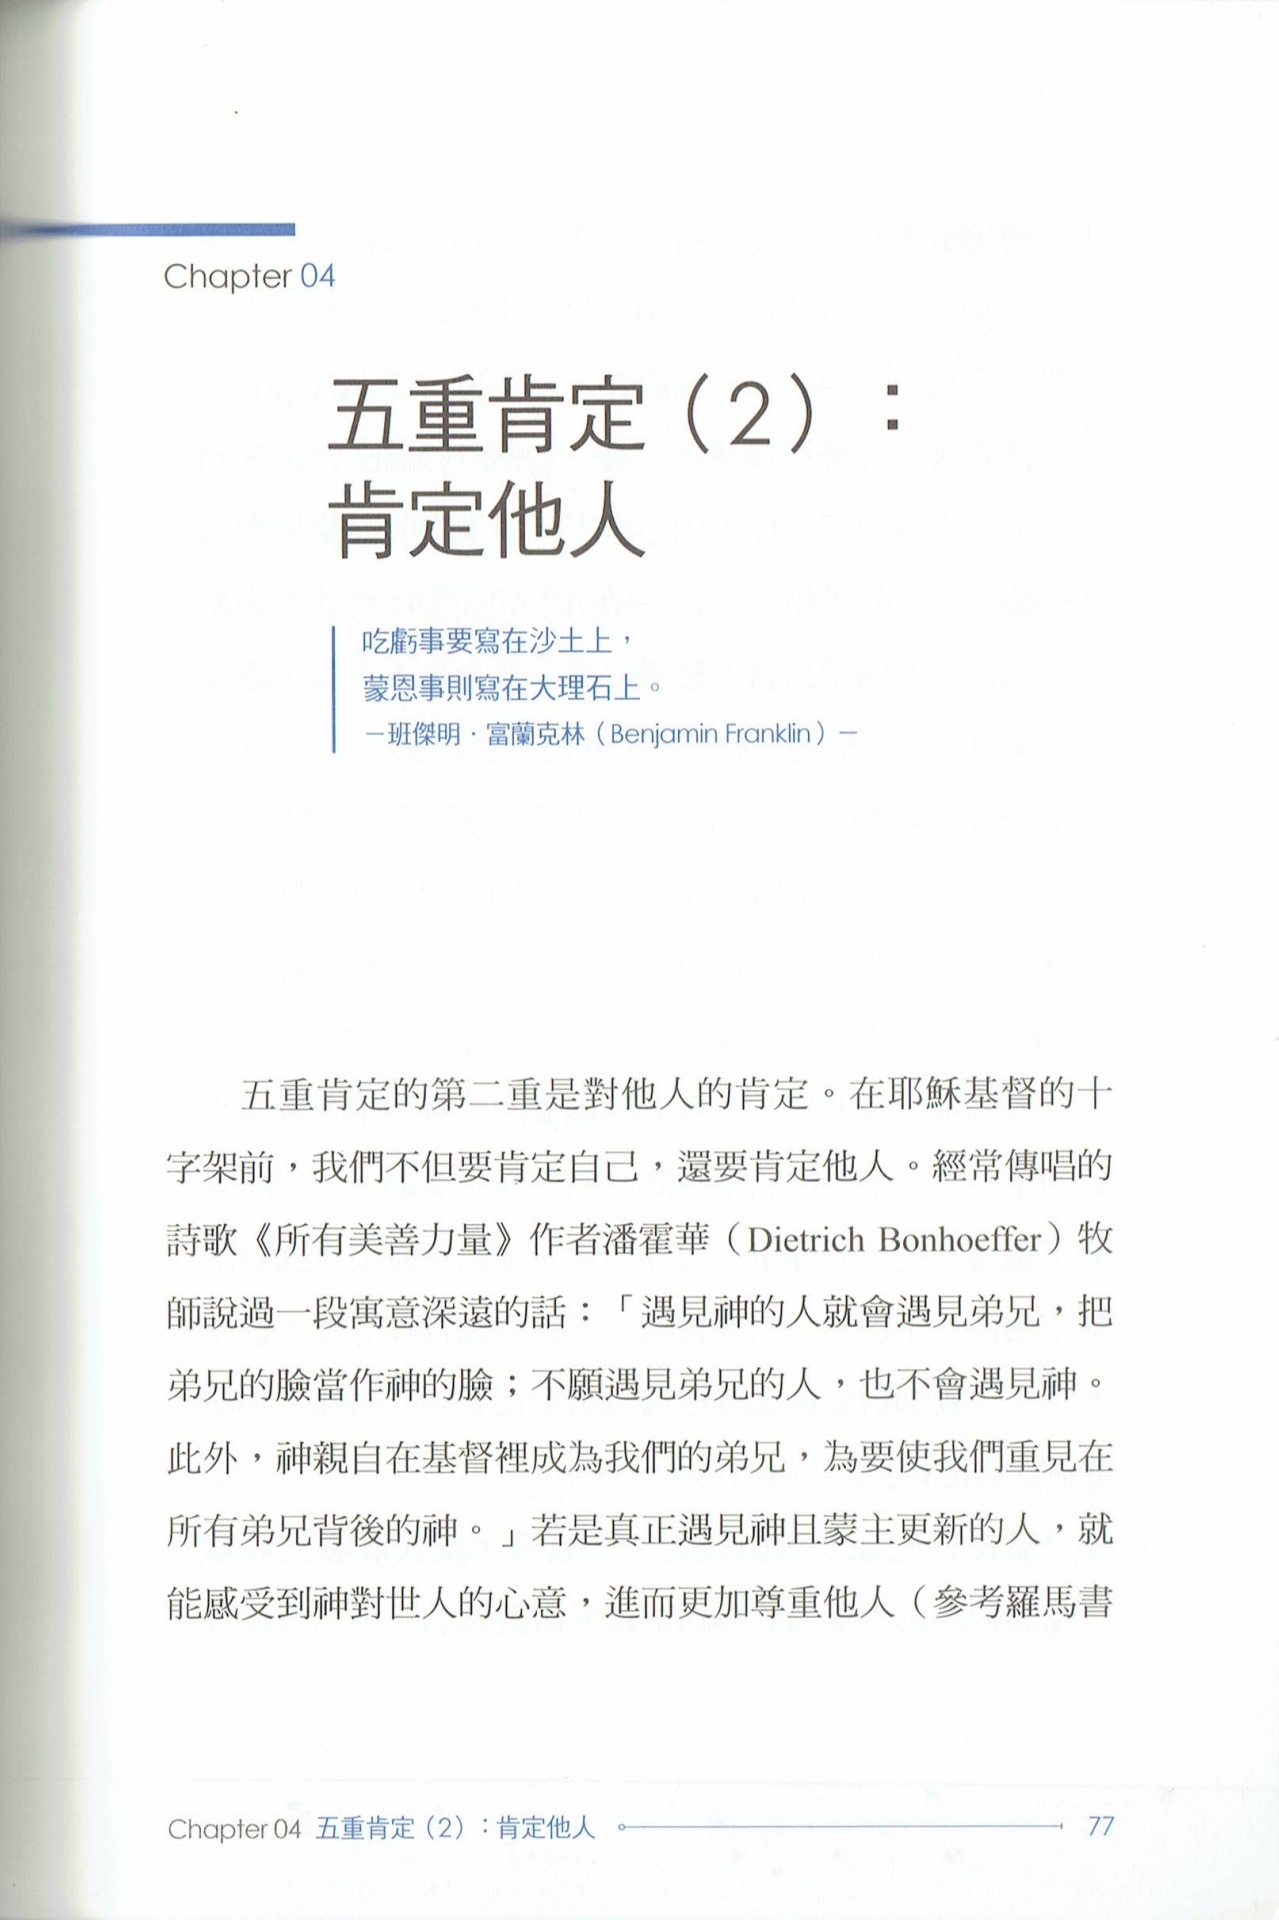 Chapter 04
五重肯定（2）：
肯定他人
吃虧事要寫在沙土上，
蒙恩事則寫在大理石上。
－班傑明．富蘭克林（Benjamin Franklin）－
五重肯定的第二重是對他人的肯定。在耶穌基督的十
字架前，我們不但要肯定自己，還要肯定他人。經常傳唱的
詩歌《所有美善力量》作者潘霍華（Dietrich Bonhoeffer）牧
師說過一段寓意深遠的話：「遇見神的人就會遇見弟兄，把
弟兄的臉當作神的臉；不願遇見弟兄的人，也不會遇見神。
此外，神親自在基督裡成為我們的弟兄，為要使我們重見在
所有弟兄背後的神。」若是真正遇見神且蒙主更新的人，就
能感受到神對世人的心意，進而更加尊重他人（參考羅馬書
Chapter 04 五重肯定（2）：肯定他人 77